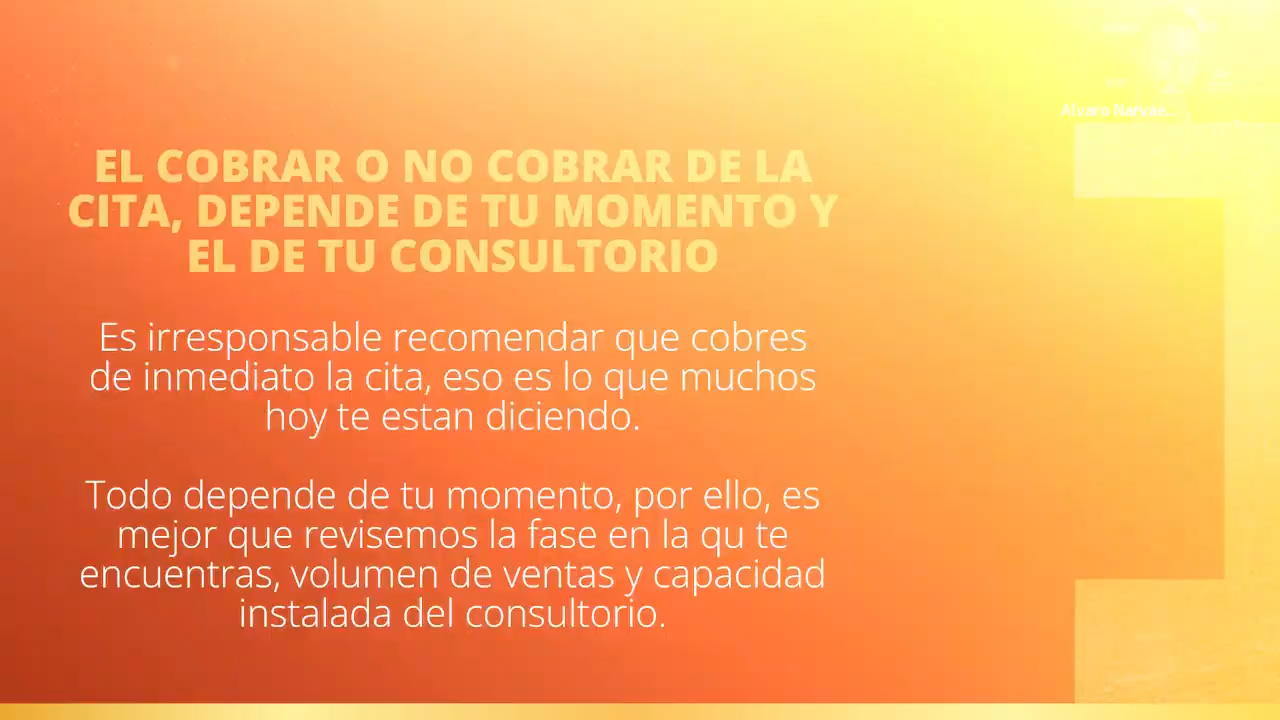 Alvaro Narvae...
EL COBRAR O NO COBRAR DE LA
CITA, DEPENDE DE TU MOMENTO Y
EL DE TU CONSULTORIO
Es irresponsable recomendar que cobres
de inmediato la cita, eso es lo que muchos
hoy te estan diciendo.
Todo depende de tu momento, por ello, es
mejor que revisemos la fase en la qu te
encuentras, volumen de ventas y capacidad
instalada del consultorio.